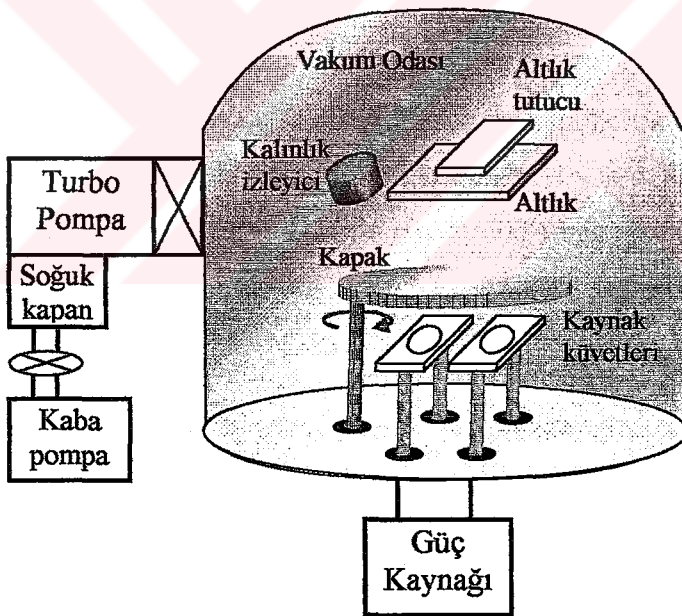 Vakum Odası
Altlık
tutucu
Kalınlık
izleyici
Turbo
Pompa
Altlık
Kapak
Soğuk
kapan
Kaynak
küvetleri
Kaba
pompa
Güç
Kaynağı